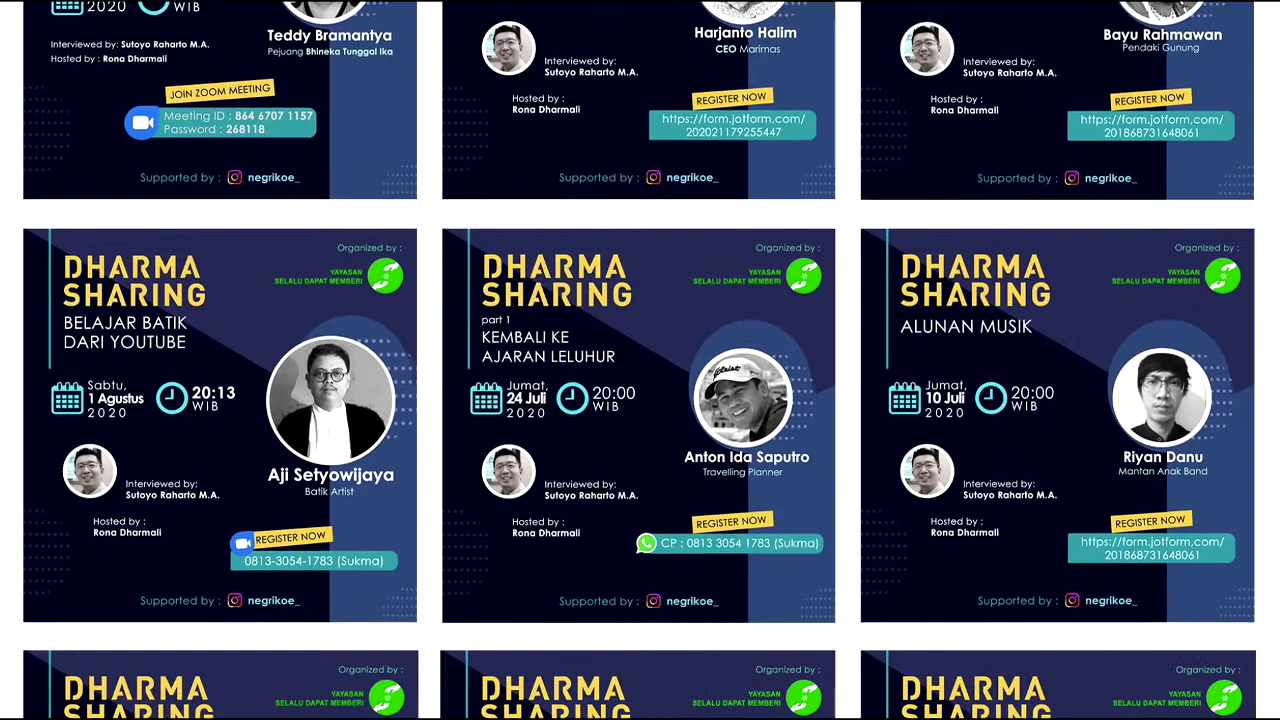 2020
WIB
Teddy Bramantya
Pejuang Bhineka Tunggal Ika
Interviewed by: Sutoyo Raharto M.A.
Hosted by : Rona Dharmali
JOIN ZOOM MEETING
Meeting ID : 864 6707 1157
Password : 268118
Supported by : negrikoe_
Harjanto Halim
CEO Marimas
Interviewed by:
Sutoyo Raharto M.A.
Hosted by :
Rona Dharmali
REGISTER NOW
https://form.jotform.com/
202021179255447
Supported by : negrikoe_
Bayu Rahmawan
Pendaki Gunung
Interviewed by:
Sutoyo Raharto M.A.
Hosted by :
Rona Dharmali
REGISTER NOW
https://form.jotform.com/
201868731648061
Supported by : negrikoe_
Organized by :
YAYASAN
SELALU DAPAT MEMBERI
DHARMA
SHARING
BELAJAR BATIK
DARI YOUTUBE
Sabtu,
1 Agustus
2020
20:13
WIB
Aji Setyowijaya
Batik Artist
Interviewed by:
Sutoyo Raharto M.A.
Hosted by :
Rona Dharmali
REGISTER NOW
0813-3054-1783 (Sukma)
Supported by : negrikoe_
Organized by :
YAYASAN
SELALU DAPAT MEMBERI
DHARMA
SHARING
part 1
KEMBALI KE
AJARAN LELUHUR
Jumat,
24 Juli
2020
20:00
WIB
Anton Ida Saputro
Travelling Planner
Interviewed by:
Sutoyo Raharto M.A.
Hosted by :
Rona Dharmali
REGISTER NOW
CP : 0813 3054 1783 (Sukma)
Supported by : negrikoe_
Organized by :
YAYASAN
SELALU DAPAT MEMBERI
DHARMA
SHARING
ALUNAN MUSIK
Jumat,
10 Juli
2020
20:00
WIB
Riyan Danu
Mantan Anak Band
Interviewed by:
Sutoyo Raharto M.A.
Hosted by :
Rona Dharmali
REGISTER NOW
https://form.jotform.com/
201868731648061
Supported by : negrikoe_
Organized by :
YAYASAN
SELALU DAPAT MEMBERI
DHARMA
SHARING
Organized by :
YAYASAN
SELALU DAPAT MEMBERI
DHARMA
SHARING
Organized by :
YAYASAN
SELALU DAPAT MEMBERI
DHARMA
SHARING